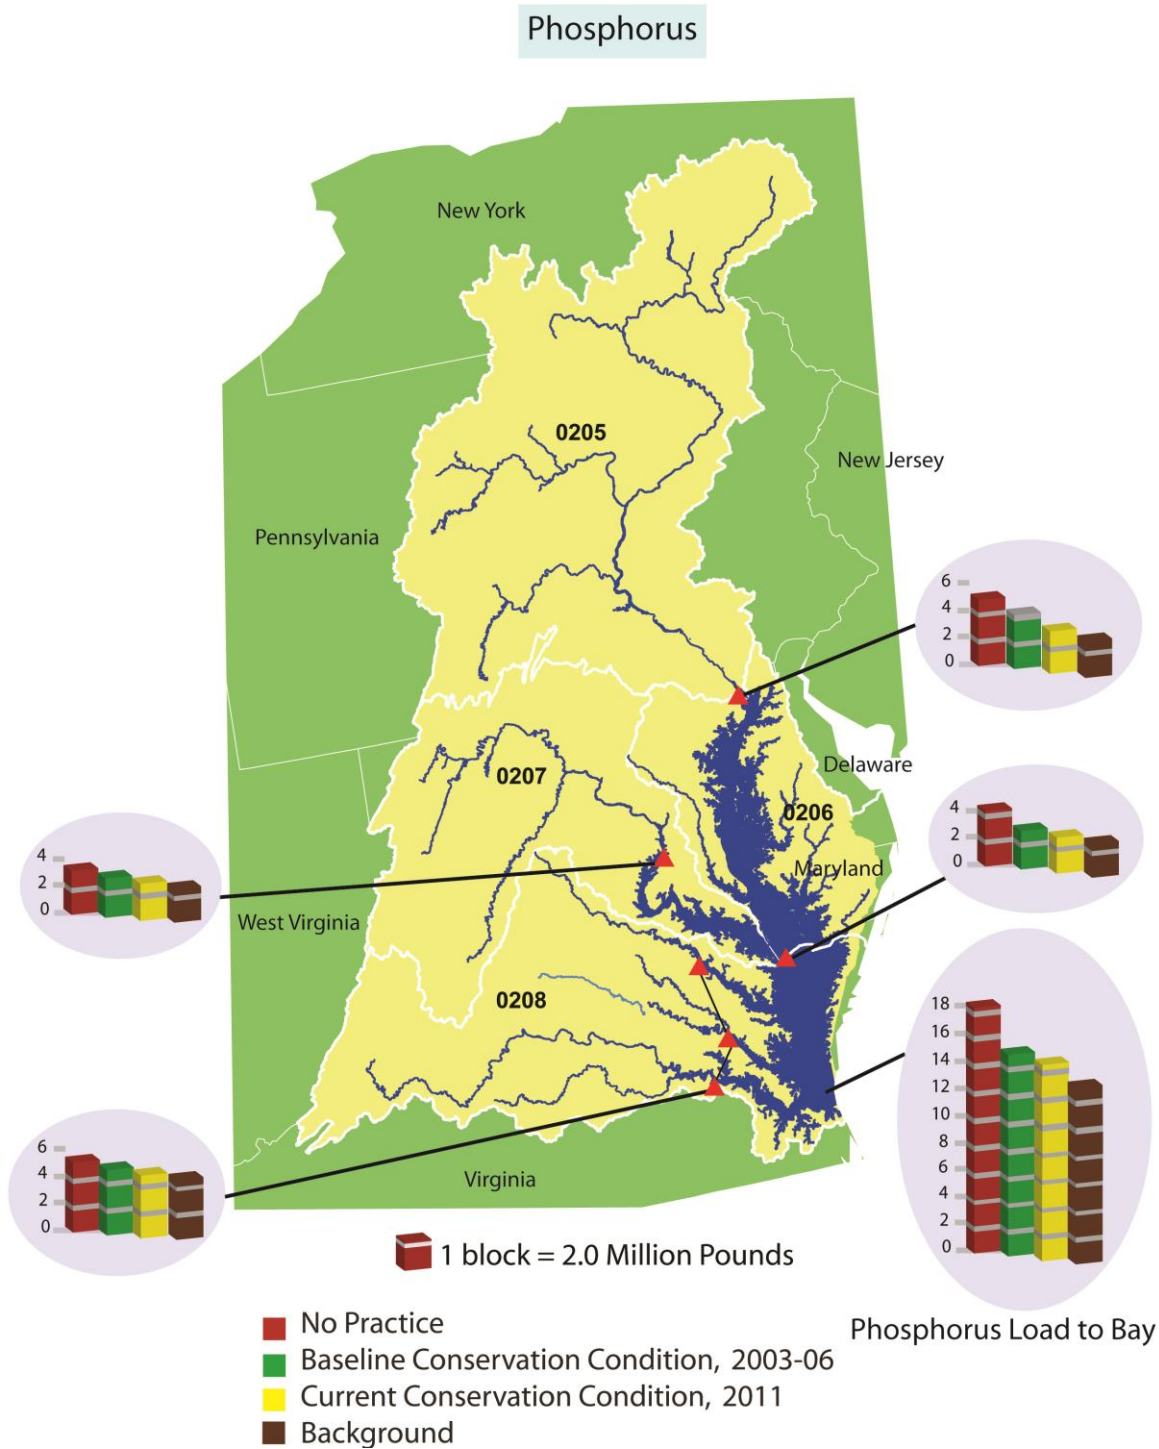 Phosphorus
New York
0205
New Jersey
Pennsylvania
6
4
2
0
0207
Delaware
0206
Maryland
4
2
0
4
2
0
West Virginia
0208
18
16
14
12
10
8
6
4
2
0
6
4
2
0
Virginia
1 block = 2.0 Million Pounds
Phosphorus Load to Bay
No Practice
Baseline Conservation Condition, 2003-06
Current Conservation Condition, 2011
Background